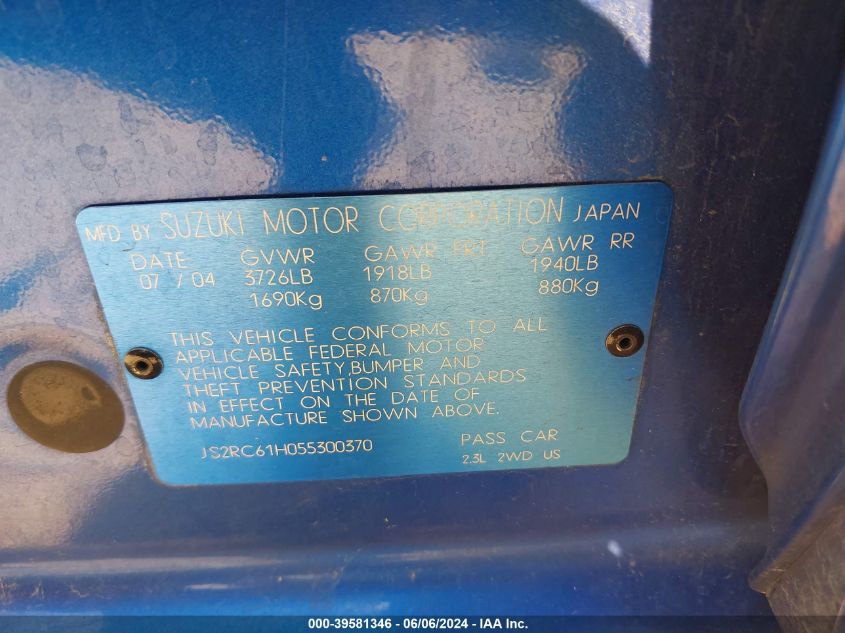 MFD BY SUZUKI MOTOR CORPORATION JAPAN
DATE GVWR GAWR FRT GAWR RR
07 / 04 3726LB 1918LB 1940LB
1690Kg 870Kg 880Kg
THIS VEHICLE CONFORMS TO ALL
APPLICABLE FEDERAL MOTOR
VEHICLE SAFETY,BUMPER AND
THEFT PREVENTION STANDARDS
IN EFFECT ON THE DATE OF
MANUFACTURE SHOWN ABOVE.
JS2RC61H055300370 PASS CAR
2.3L 2WD US
000-39581346 / 06/06/2024 - IAA Inc.